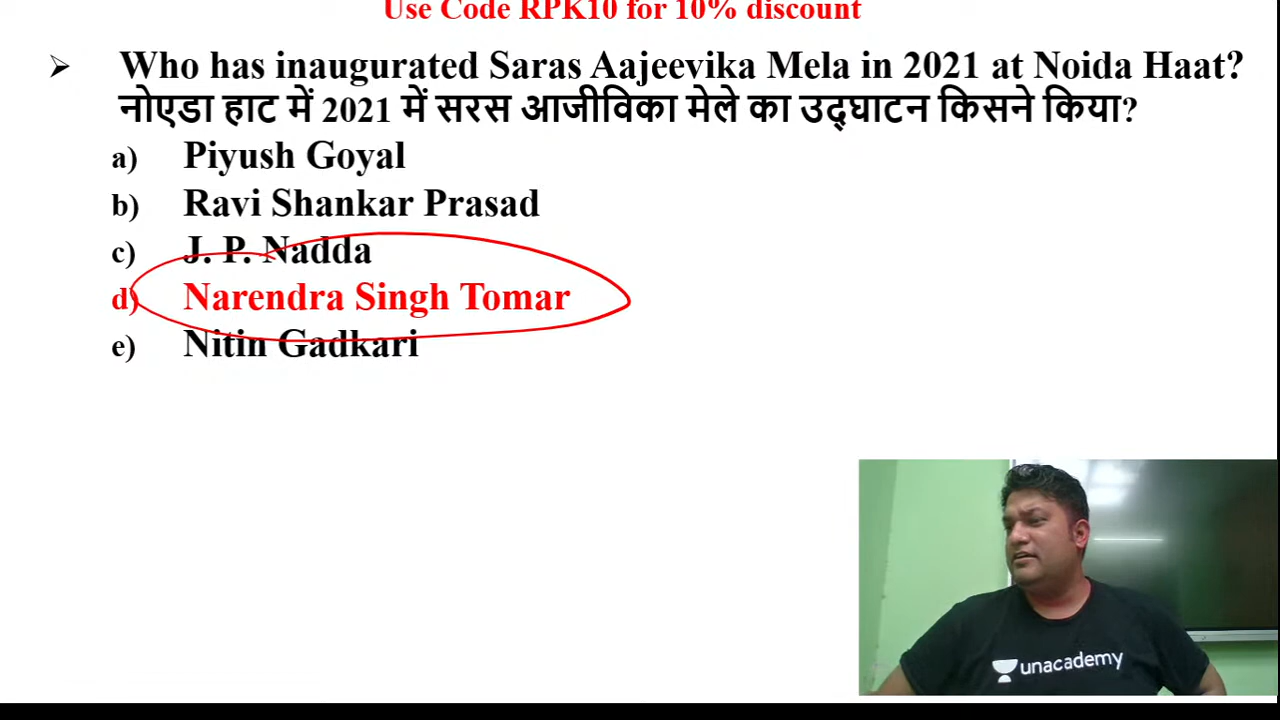 Use Code RPK10 for 10% discount
➢ Who has inaugurated Saras Aajeevika Mela in 2021 at Noida Haat?
नोएडा हाट में 2021 में सरस आजीविका मेले का उद्घाटन किसने किया?
a) Piyush Goyal
b) Ravi Shankar Prasad
c) J. P. Nadda
d) Narendra Singh Tomar
e) Nitin Gadkari
unacademy